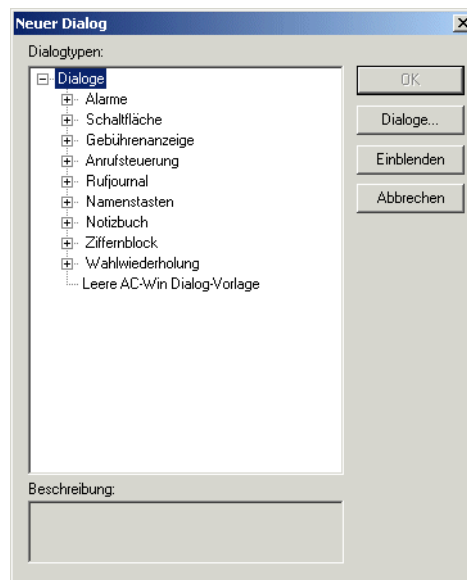 Neuer Dialog
Dialogtypen:
Dialoge
Alarme
Schaltfläche
Gebührenanzeige
Anrufsteuerung
Rufjournal
Namenstasten
Notizbuch
Ziffernblock
Wahlwiederholung
Leere AC-Win Dialog-Vorlage
OK
Dialoge...
Einblenden
Abbrechen
Beschreibung: